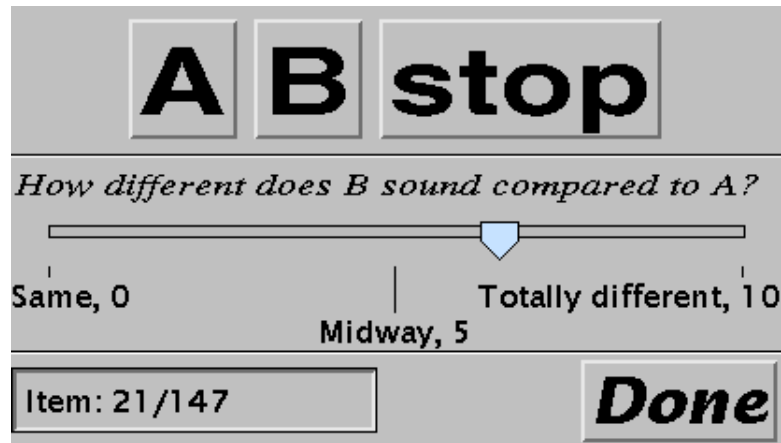 A B stop
How different does B sound compared to A?
Same, 0 Totally different, 10
Midway, 5
Item: 21/147 Done